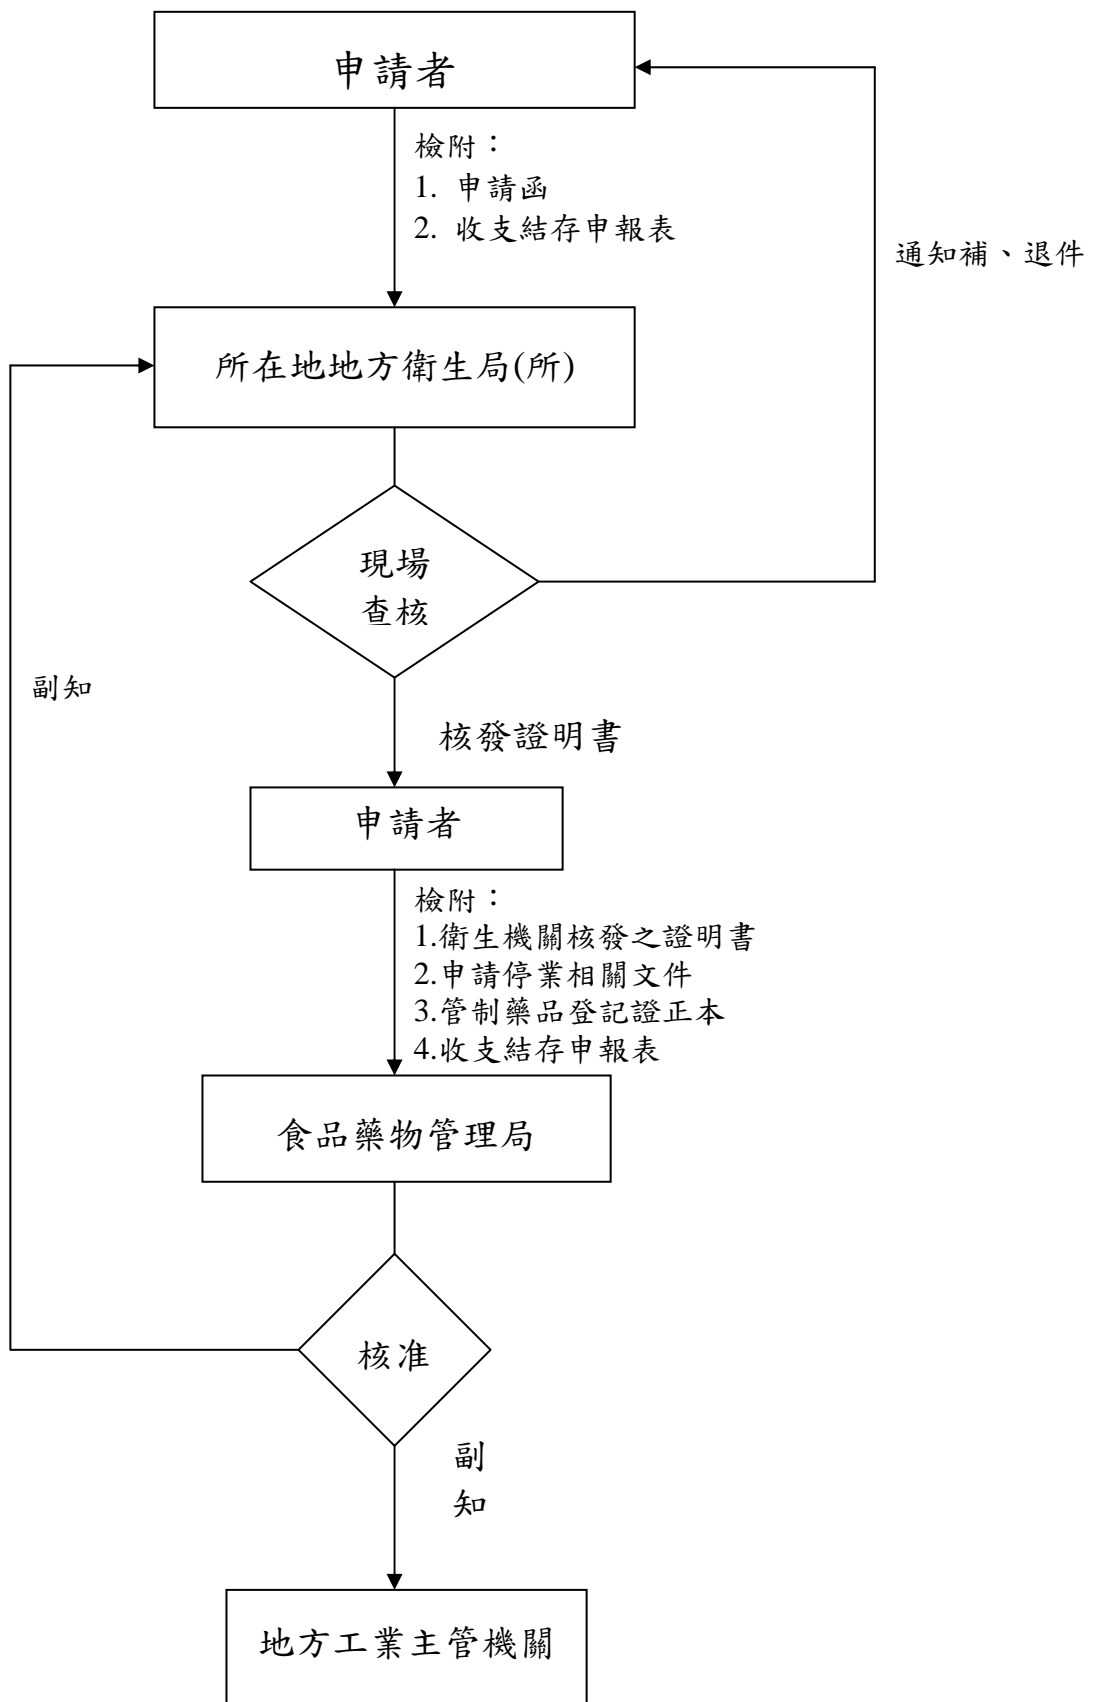 申請者
檢附：
1. 申請函
2. 收支結存申報表
通知補、退件
所在地地方衛生局(所)
現場
查核
副知
核發證明書
申請者
檢附：
1.衛生機關核發之證明書
2.申請停業相關文件
3.管制藥品登記證正本
4.收支結存申報表
食品藥物管理局
核准
副
知
地方工業主管機關